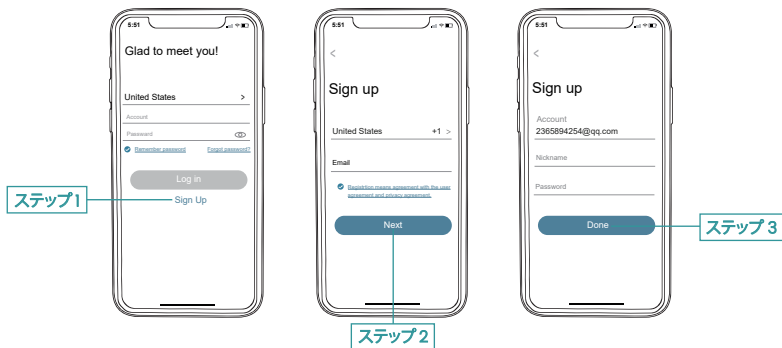 5:51
Glad to meet you!
United States >
Account
Password
Remember password Forgot password?
Log in
Sign Up
ステップ1
5:51
<
Sign up
United States +1 >
Email
Registrtion means agreement with the user
agreement and privacy agreement.
Next
ステップ2
5:51
<
Sign up
Account
2365894254@qq.com
Nickname
Password
Done
ステップ3